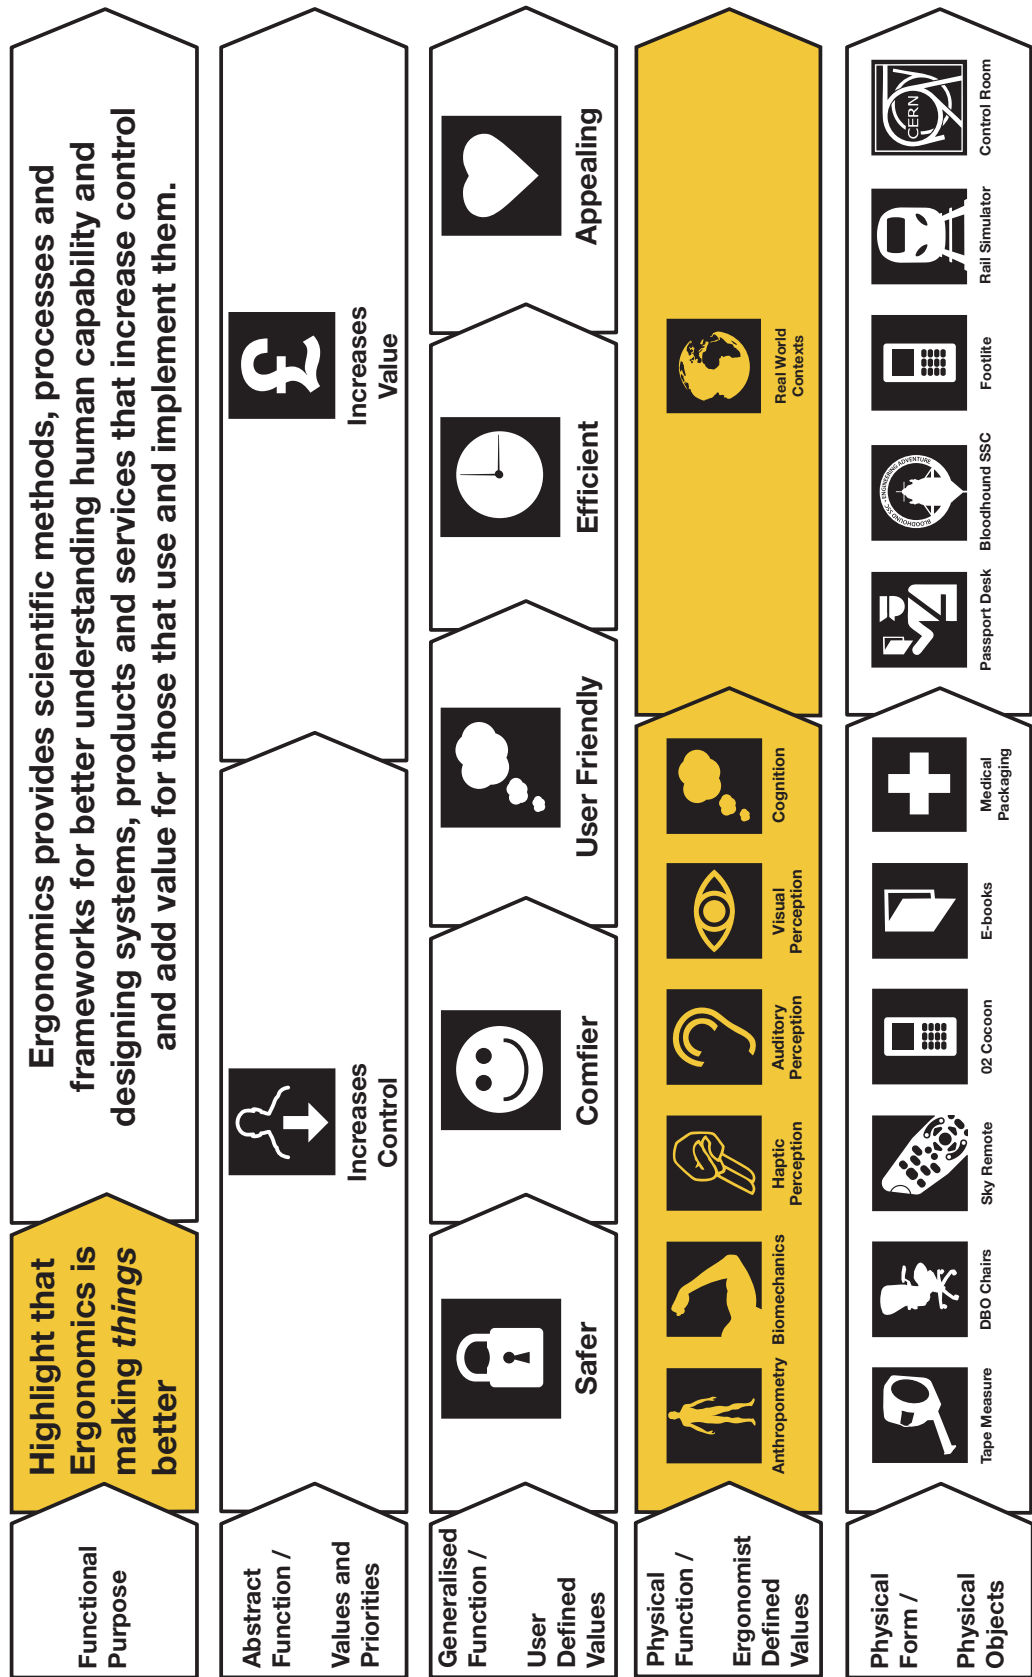 Functional
Purpose
Highlight that
Ergonomics is
making things
better
Ergonomics provides scientific methods, processes and
frameworks for better understanding human capability and
designing systems, products and services that increase control
and add value for those that use and implement them.
Abstract
Function /
Values and
Priorities
Increases
Control
£
Increases
Value
Generalised
Function /
User
Defined
Values
Safer
Comfier
User Friendly
Efficient
Appealing
Physical
Function /
Ergonomist
Defined
Values
Anthropometry
Biomechanics
Haptic
Perception
Auditory
Perception
Visual
Perception
Cognition
Real World
Contexts
Physical
Form /
Physical
Objects
Tape Measure
DBO Chairs
Sky Remote
02 Cocoon
E-books
Medical
Packaging
Passport Desk
BLOODHOUND SSC - ENGINEERING ADVENTURE
Bloodhound SSC
Footlite
Rail Simulator
CERN
Control Room